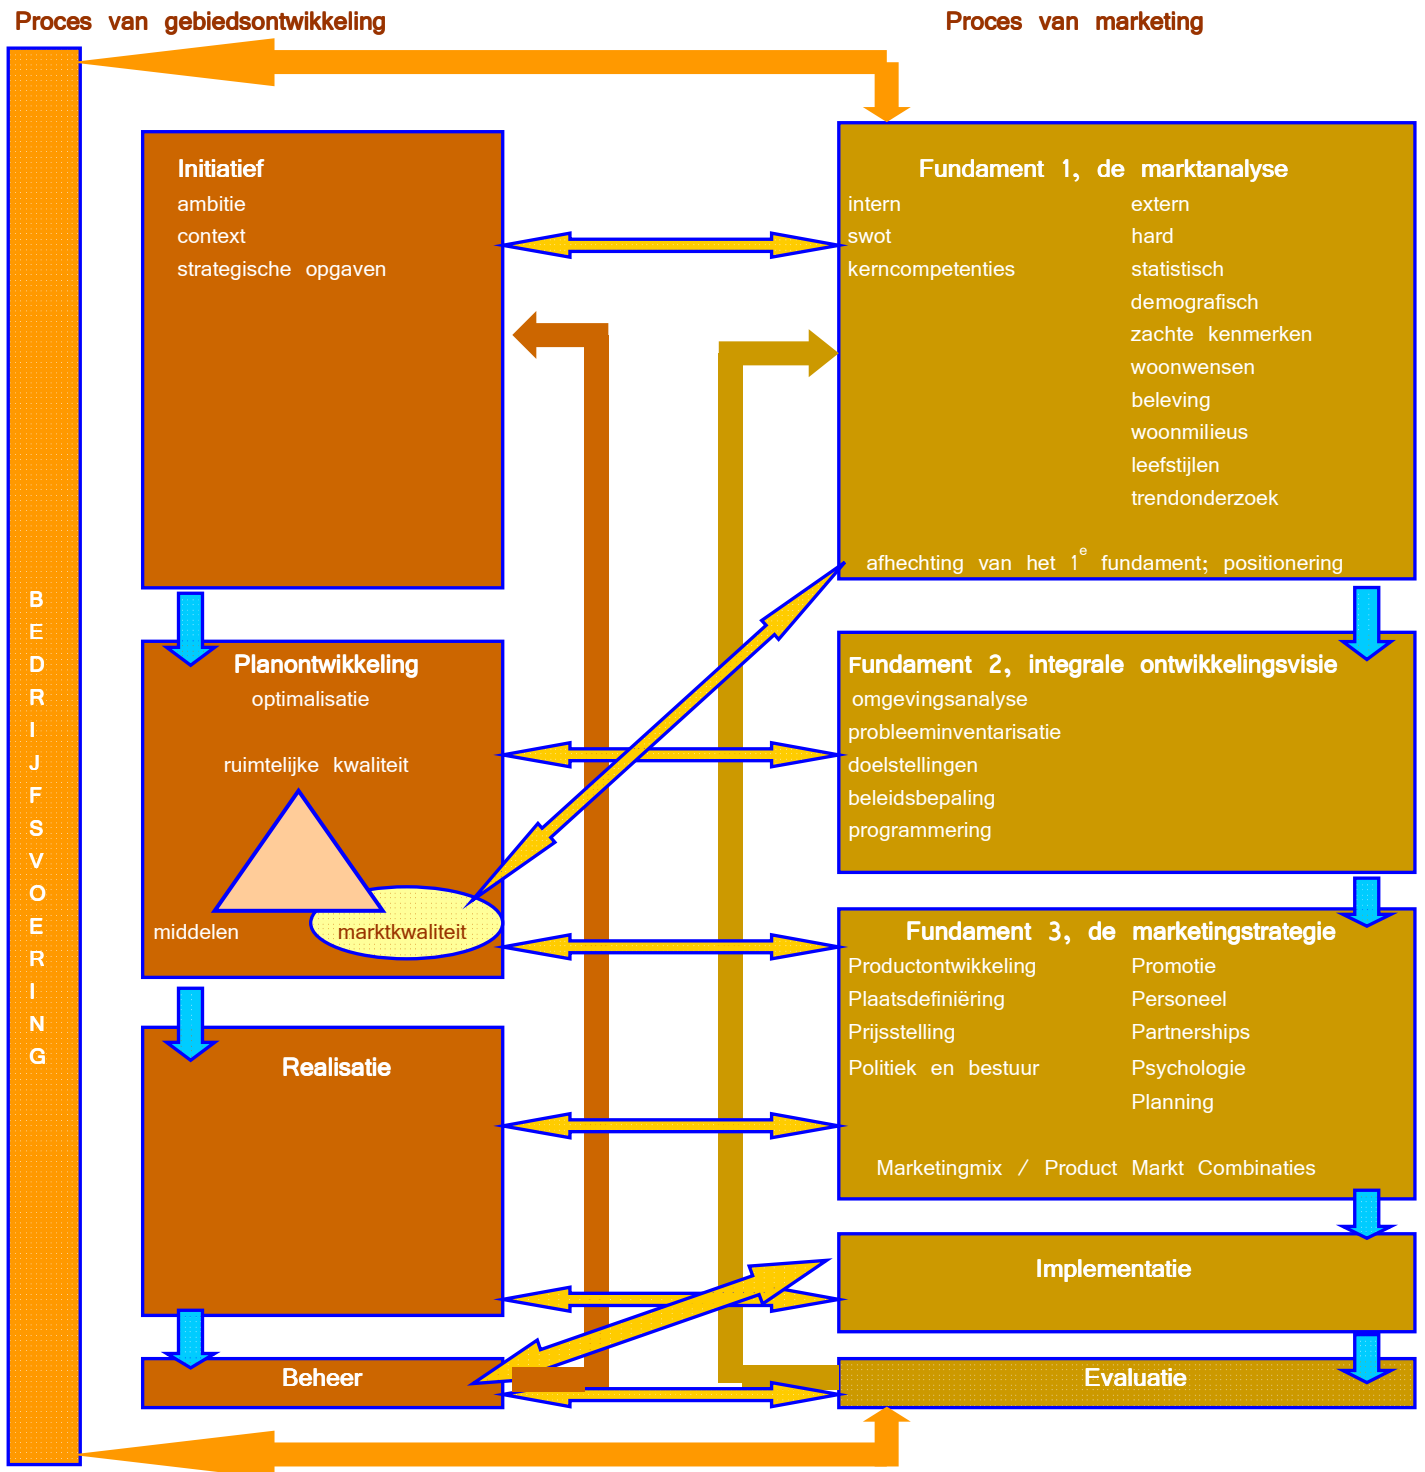 Proces van gebiedsontwikkeling
Proces van marketing
BEDRIJFSVOERING
Initiatief
ambitie
context
strategische opgaven
Fundament 1, de marktanalyse
intern
swot
kerncompetenties
extern
hard
statistisch
demografisch
zachte kenmerken
woonwensen
beleving
woonmilieus
leefstijlen
trendonderzoek
afhechting van het 1e fundament; positionering
Planontwikkeling
optimalisatie
ruimtelijke kwaliteit
middelen
marktkwaliteit
Fundament 2, integrale ontwikkelingsvisie
omgevingsanalyse
probleeminventarisatie
doelstellingen
beleidsbepaling
programmering
Fundament 3, de marketingstrategie
Productontwikkeling
Plaatsdefiniëring
Prijsstelling
Politiek en bestuur
Promotie
Personeel
Partnerships
Psychologie
Planning
Marketingmix / Product Markt Combinaties
Realisatie
Implementatie
Beheer
Evaluatie